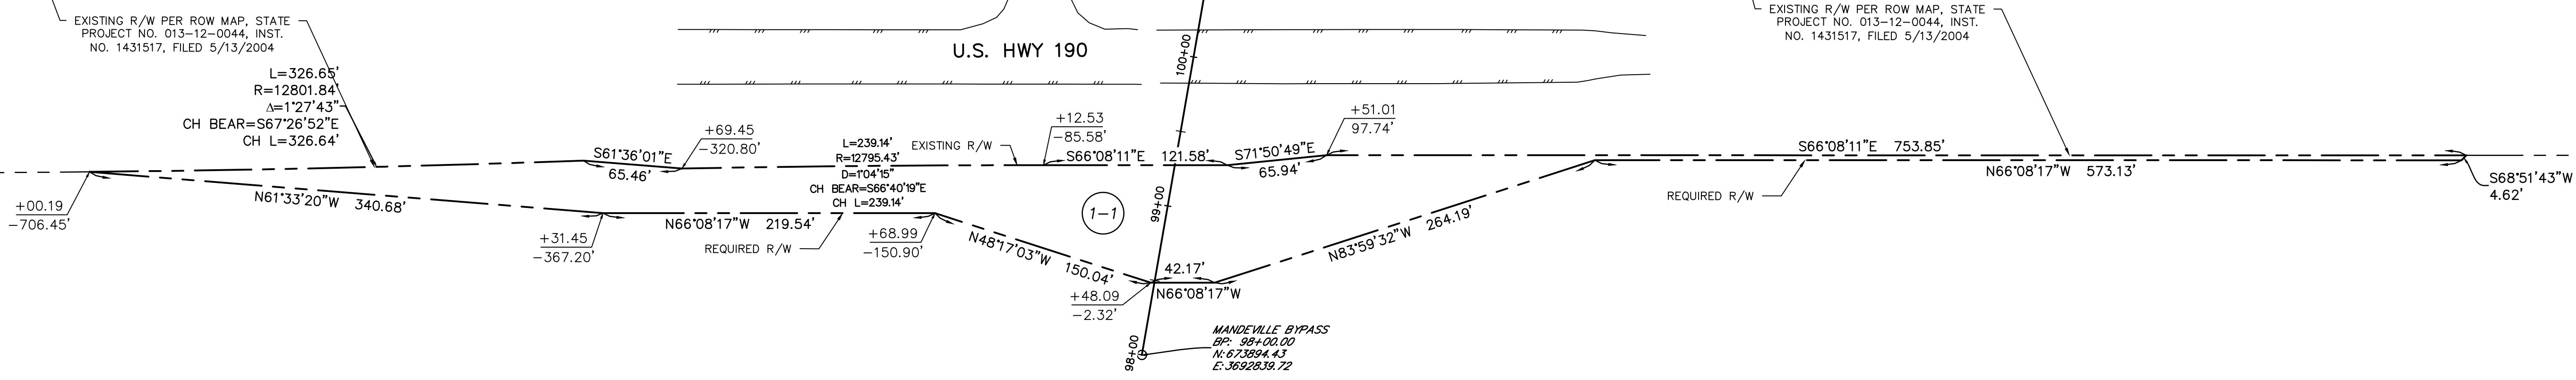 EXISTING R/W PER ROW MAP, STATE
PROJECT NO. 013-12-0044, INST.
NO. 1431517, FILED 5/13/2004
L=326.65'
R=12801.84'
Δ=1°27'43"
CH BEAR=S67°26'52"E
CH L=326.64'
U.S. HWY 190
100+00
EXISTING R/W PER ROW MAP, STATE
PROJECT NO. 013-12-0044, INST.
NO. 1431517, FILED 5/13/2004
S61°36'01"E
65.46'
+69.45
-320.80'
L=239.14'
R=12795.43'
D=1°04'15"
CH BEAR=S66°40'19"E
CH L=239.14'
EXISTING R/W
+12.53
-85.58'
S66°08'11"E 121.58'
S71°50'49"E
65.94'
+51.01
97.74'
S66°08'11"E 753.85'
N66°08'17"W 573.13'
REQUIRED R/W
S68°51'43"W
4.62'
+00.19
-706.45'
N61°33'20"W 340.68'
+31.45
-367.20'
N66°08'17"W 219.54'
REQUIRED R/W
+68.99
-150.90'
N48°17'03"W 150.04'
1-1
99+00
42.17'
N66°08'17"W
+48.09
-2.32'
N83°59'32"W 264.19'
98+00
MANDEVILLE BYPASS
BP: 98+00.00
N: 673894.43
E: 3692839.72